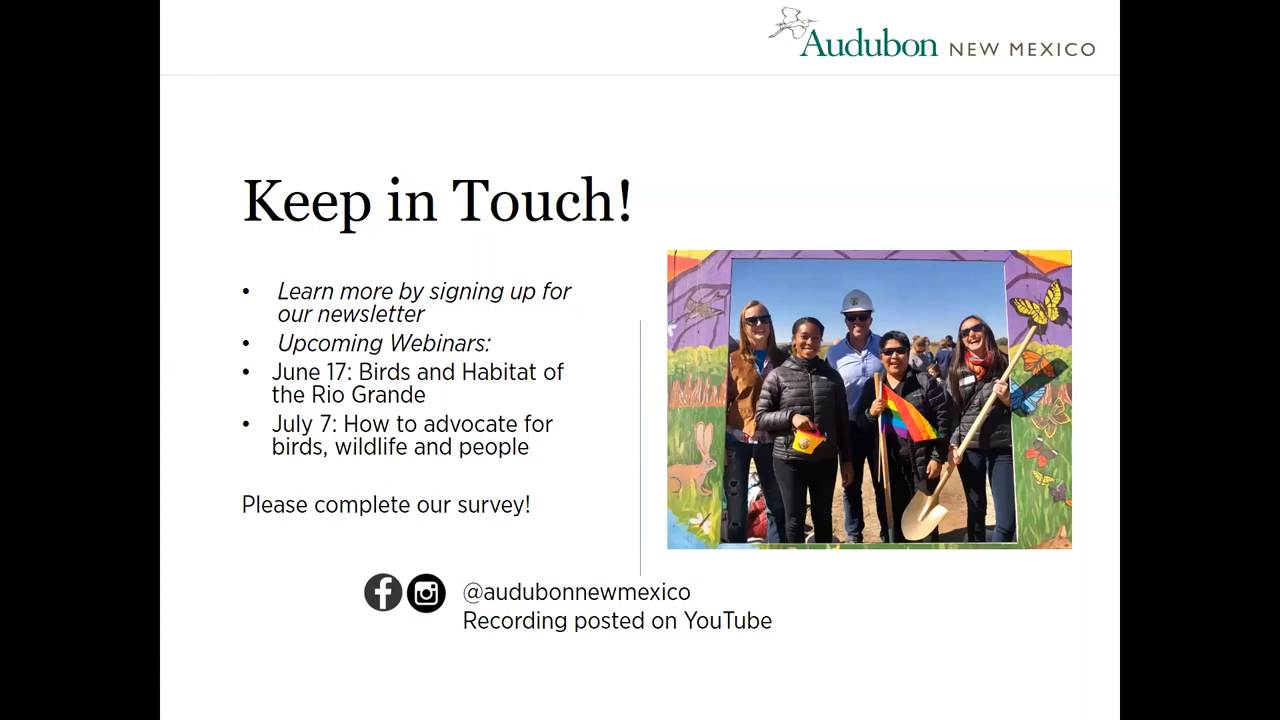 Audubon NEW MEXICO
Keep in Touch!
• Learn more by signing up for
our newsletter
• Upcoming Webinars:
• June 17: Birds and Habitat of
the Rio Grande
• July 7: How to advocate for
birds, wildlife and people
Please complete our survey!
@audubonnewmexico
Recording posted on YouTube